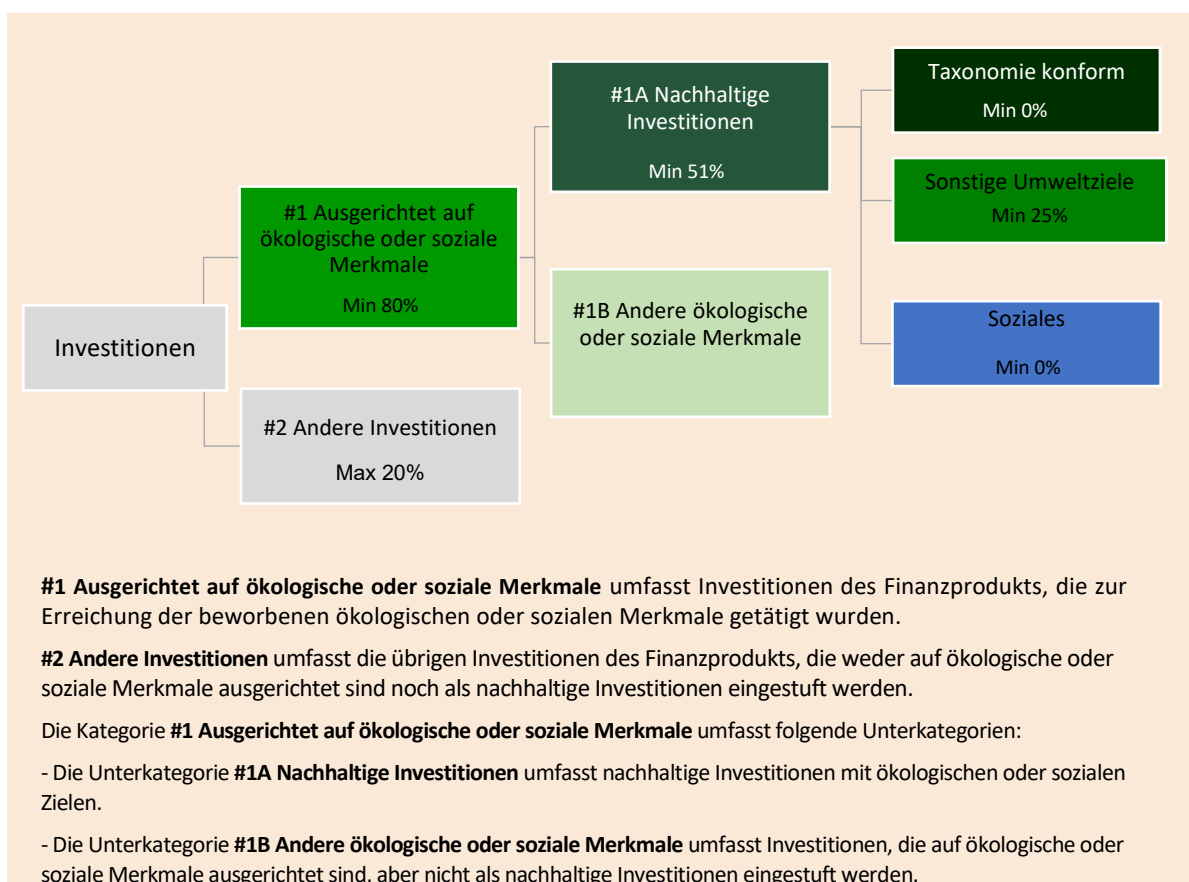 Investitionen
#1 Ausgerichtet auf
ökologische oder soziale
Merkmale
Min 80%
#2 Andere Investitionen
Max 20%
#1A Nachhaltige
Investitionen
Min 51%
#1B Andere ökologische
oder soziale Merkmale
Taxonomie konform
Min 0%
Sonstige Umweltziele
Min 25%
Soziales
Min 0%
#1 Ausgerichtet auf ökologische oder soziale Merkmale umfasst Investitionen des Finanzprodukts, die zur
Erreichung der beworbenen ökologischen oder sozialen Merkmale getätigt wurden.
#2 Andere Investitionen umfasst die übrigen Investitionen des Finanzprodukts, die weder auf ökologische oder
soziale Merkmale ausgerichtet sind noch als nachhaltige Investitionen eingestuft werden.
Die Kategorie #1 Ausgerichtet auf ökologische oder soziale Merkmale umfasst folgende Unterkategorien:
- Die Unterkategorie #1A Nachhaltige Investitionen umfasst nachhaltige Investitionen mit ökologischen oder sozialen
Zielen.
- Die Unterkategorie #1B Andere ökologische oder soziale Merkmale umfasst Investitionen, die auf ökologische oder
soziale Merkmale ausgerichtet sind, aber nicht als nachhaltige Investitionen eingestuft werden.